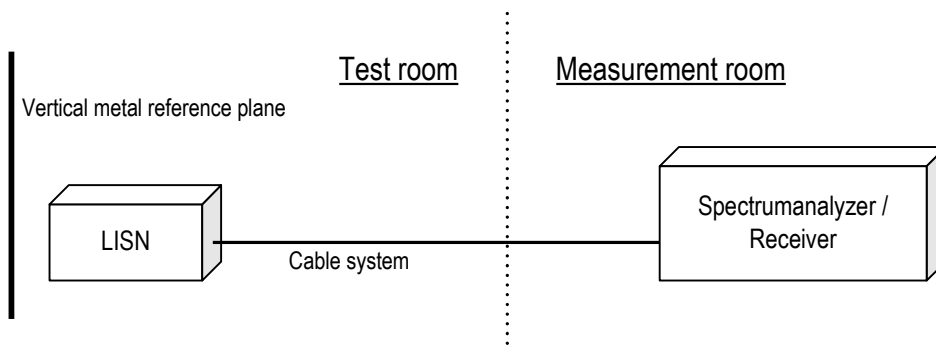 Test room
Measurement room
Vertical metal reference plane
LISN
Spectrumanalyzer /
Receiver
Cable system